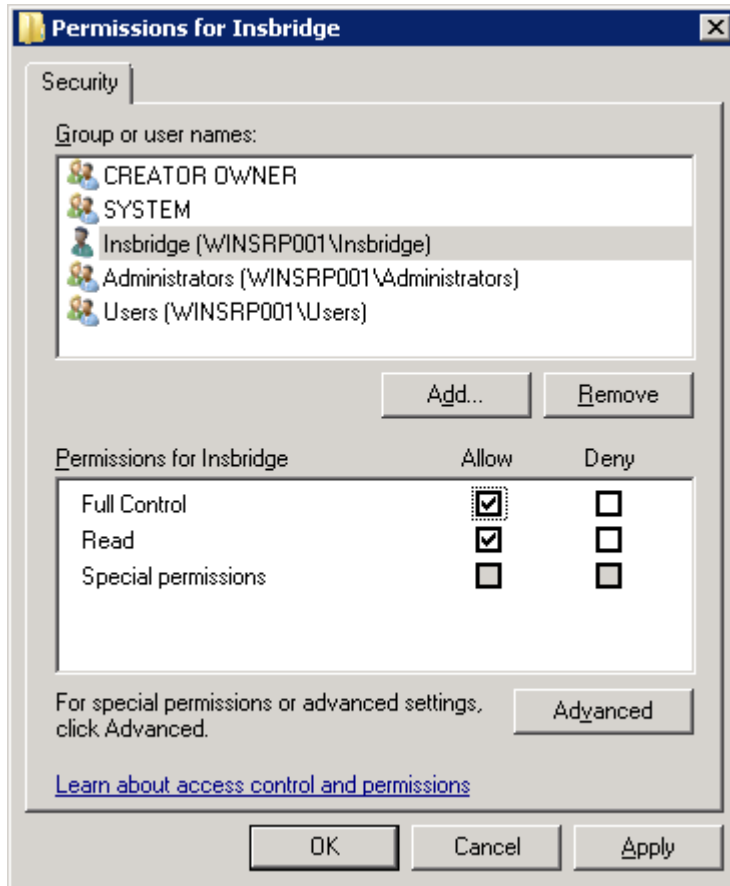 Permissions for Insbridge
Security
Group or user names:
CREATOR OWNER
SYSTEM
Insbridge (WINSRP001\Insbridge)
Administrators (WINSRP001\Administrators)
Users (WINSRP001\Users)
Add... Remove
Permissions for Insbridge Allow Deny
Full Control
Read
Special permissions
For special permissions or advanced settings,
click Advanced.
Advanced
Learn about access control and permissions
OK Cancel Apply